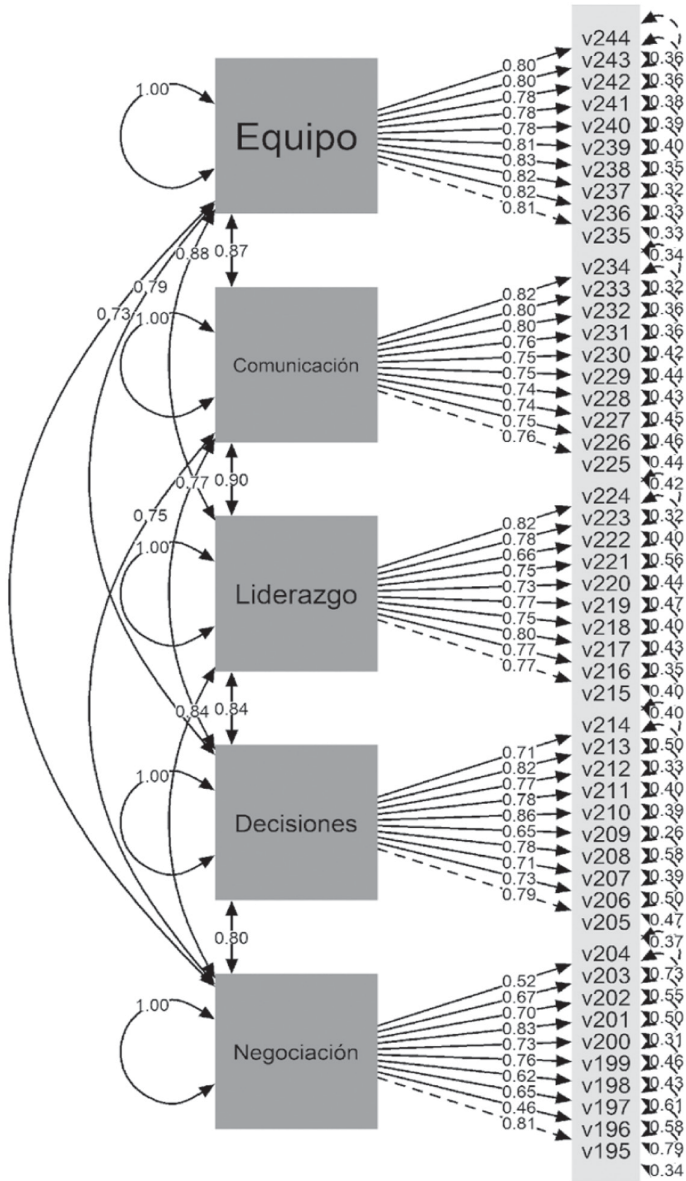 1.00
Equipo
0.80
0.80
0.78
0.78
0.78
0.81
0.83
0.82
0.82
0.81
v244
v243
v242
v241
v240
v239
v238
v237
v236
v235
0.36
0.36
0.38
0.39
0.40
0.35
0.32
0.33
0.33
0.34
0.88
0.87
0.79
0.73
1.00
Comunicación
0.82
0.80
0.80
0.76
0.75
0.75
0.74
0.74
0.75
0.76
v234
v233
v232
v231
v230
v229
v228
v227
v226
v225
0.32
0.36
0.36
0.42
0.44
0.43
0.45
0.46
0.44
0.42
0.77
0.90
0.75
1.00
Liderazgo
0.82
0.78
0.66
0.75
0.73
0.77
0.75
0.80
0.77
0.77
v224
v223
v222
v221
v220
v219
v218
v217
v216
v215
0.32
0.40
0.56
0.44
0.47
0.40
0.43
0.35
0.40
0.40
0.84
0.84
1.00
Decisiones
0.71
0.82
0.77
0.78
0.86
0.65
0.78
0.71
0.73
0.79
v214
v213
v212
v211
v210
v209
v208
v207
v206
v205
0.50
0.33
0.40
0.39
0.26
0.58
0.39
0.50
0.47
0.37
0.80
1.00
Negociación
0.52
0.67
0.70
0.83
0.73
0.76
0.62
0.65
0.46
0.81
v204
v203
v202
v201
v200
v199
v198
v197
v196
v195
0.73
0.55
0.50
0.31
0.46
0.43
0.61
0.58
0.79
0.34